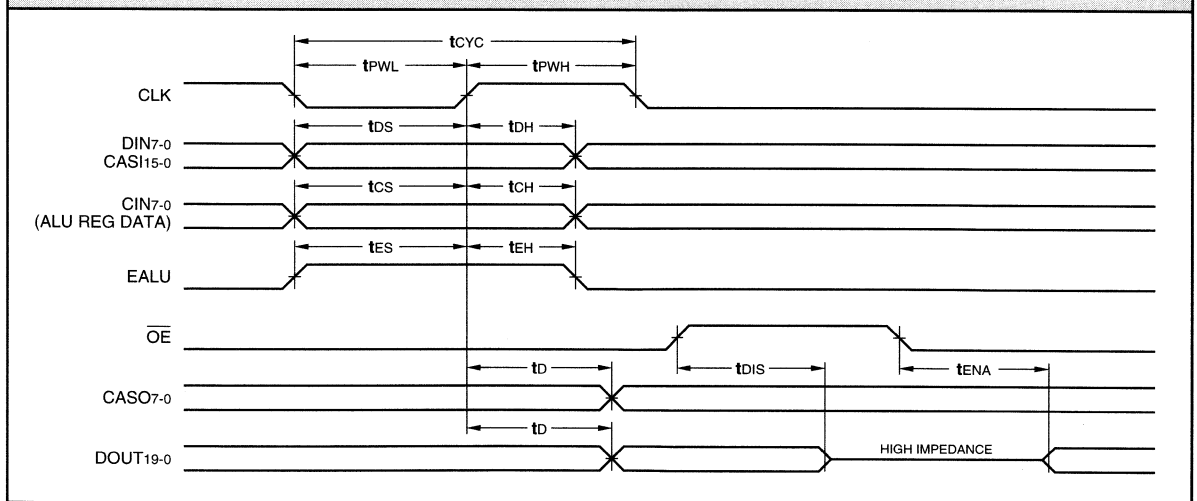 tCYC
tPWL tPWH
CLK
tDS tDH
DIN7-0
CASI15-0
tCS tCH
CIN7-0
(ALU REG DATA)
tES tEH
EALU
OE
tD tDIS tENA
CASO7-0
tD
DOUT19-0 HIGH IMPEDANCE